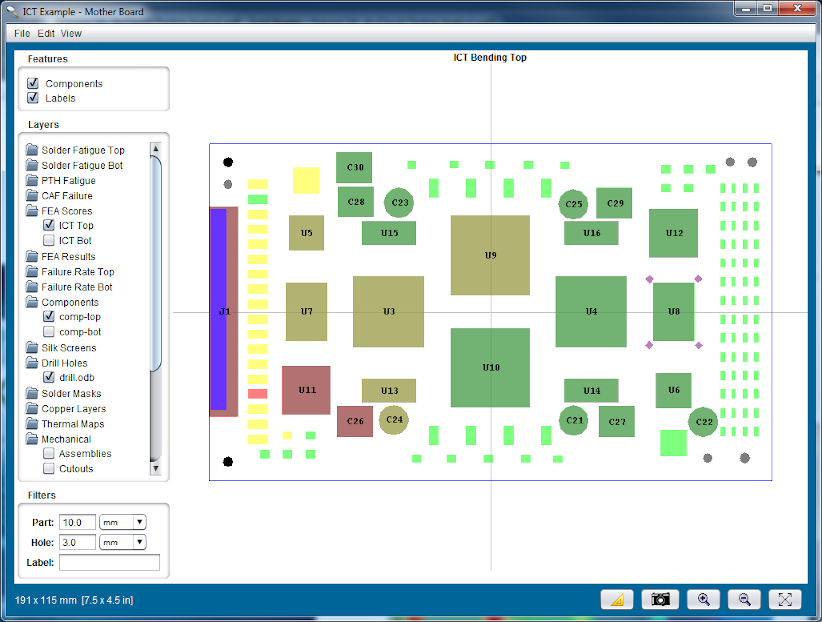 ICT Example - Mother Board
File Edit View
Features
Components
Labels
Layers
Solder Fatigue Top
Solder Fatigue Bot
PTH Fatigue
CAF Failure
FEA Scores
ICT Top
ICT Bot
FEA Results
Failure Rate Top
Failure Rate Bot
Components
comp-top
comp-bot
Silk Screens
Drill Holes
drill.odb
Solder Masks
Copper Layers
Thermal Maps
Mechanical
Assemblies
Cutouts
Filters
Part: 10.0 mm
Hole: 3.0 mm
Label:
ICT Bending Top
C30
C28 C23 C25 C29
U5 U15 U16 U12
U9
J1 U7 U3 U4 U8
U10
U11 U13 U14 U6
C26 C24 C21 C27 C22
191 x 115 mm [7.5 x 4.5 in]